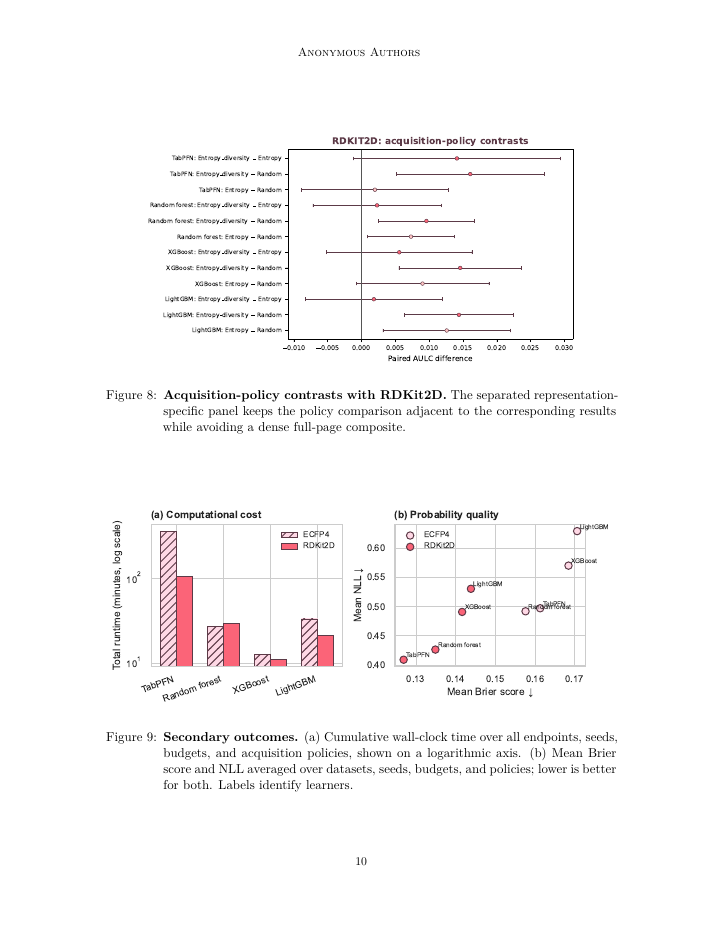 Anonymous Authors
RDKIT2D: acquisition-policy contrasts
TabPFN: Entropy-diversity − Entropy
TabPFN: Entropy-diversity − Random
TabPFN: Entropy − Random
Random forest: Entropy-diversity − Entropy
Random forest: Entropy-diversity − Random
Random forest: Entropy − Random
XGBoost: Entropy-diversity − Entropy
XGBoost: Entropy-diversity − Random
XGBoost: Entropy − Random
LightGBM: Entropy-diversity − Entropy
LightGBM: Entropy-diversity − Random
LightGBM: Entropy − Random
−0.010 −0.005 0.000 0.005 0.010 0.015 0.020 0.025 0.030
Paired AULC difference
Figure 8: Acquisition-policy contrasts with RDKit2D. The separated representation-
specific panel keeps the policy comparison adjacent to the corresponding results
while avoiding a dense full-page composite.
(a) Computational cost
Total runtime (minutes, log scale)
10²
10¹
ECFP4
RDKit2D
TabPFN
Random forest
XGBoost
LightGBM
(b) Probability quality
Mean NLL ↓
0.60
0.55
0.50
0.45
0.40
ECFP4
RDKit2D
LightGBM
XGBoost
LightGBM
XGBoost
TabPFN
Random forest
Random forest
TabPFN
0.13 0.14 0.15 0.16 0.17
Mean Brier score ↓
Figure 9: Secondary outcomes. (a) Cumulative wall-clock time over all endpoints, seeds,
budgets, and acquisition policies, shown on a logarithmic axis. (b) Mean Brier
score and NLL averaged over datasets, seeds, budgets, and policies; lower is better
for both. Labels identify learners.
10